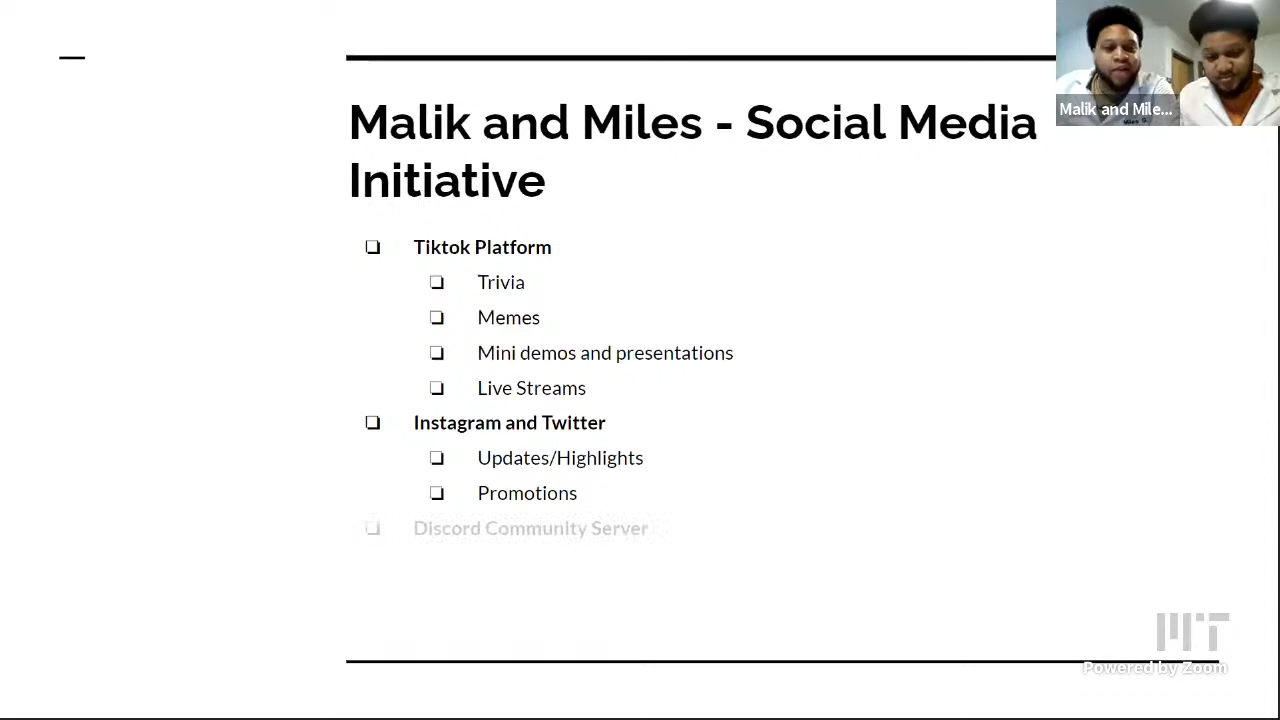 Malik and Mile...
Malik and Miles - Social Media
Initiative
Tiktok Platform
Trivia
Memes
Mini demos and presentations
Live Streams
Instagram and Twitter
Updates/Highlights
Promotions
Discord Community Server
MIT
Powered by Zoom